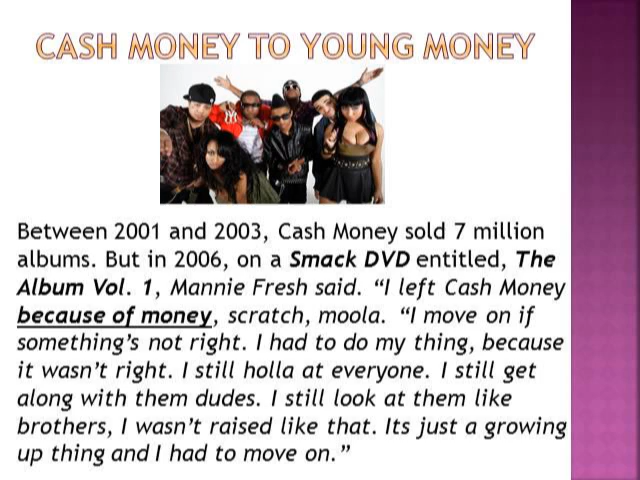 CASH MONEY TO YOUNG MONEY
Between 2001 and 2003, Cash Money sold 7 million
albums. But in 2006, on a Smack DVD entitled, The
Album Vol. 1, Mannie Fresh said. “I left Cash Money
because of money, scratch, moola. “I move on if
something’s not right. I had to do my thing, because
it wasn’t right. I still holla at everyone. I still get
along with them dudes. I still look at them like
brothers, I wasn’t raised like that. Its just a growing
up thing and I had to move on.”